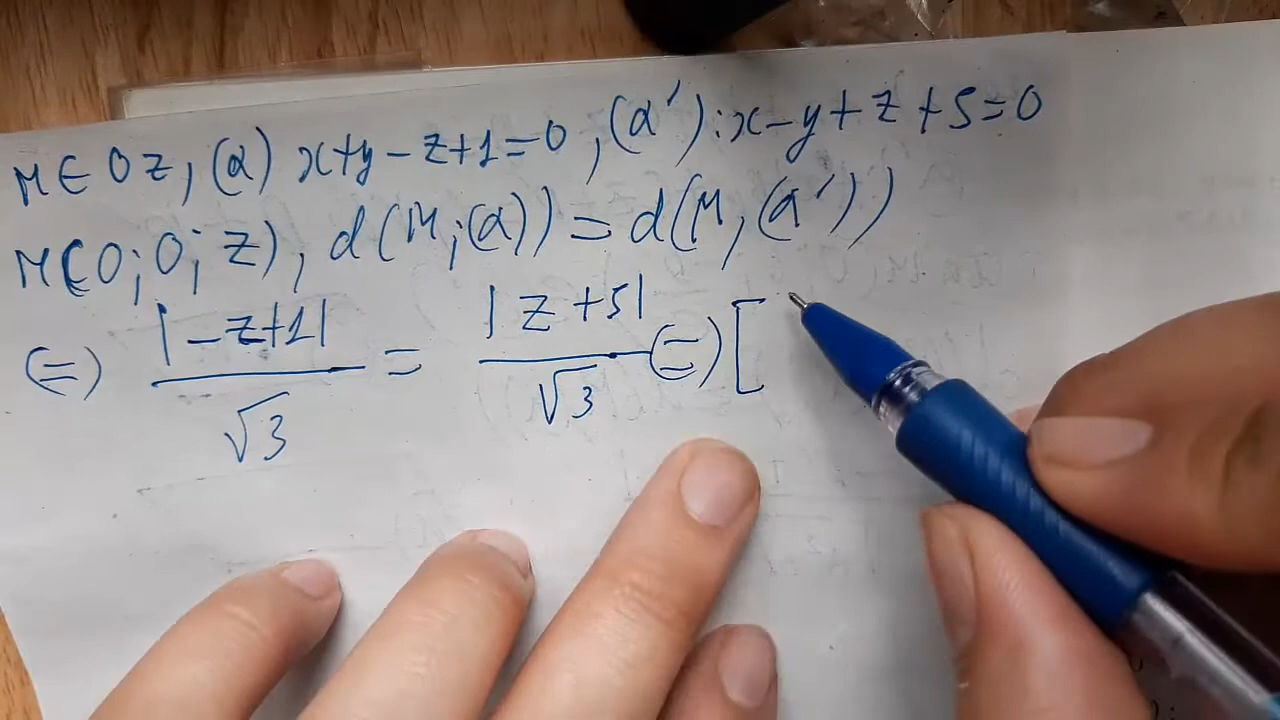 M∈Oz, (α) x+y-z+1=0, (α'):x-y+z+5=0
M(0;0;z), d(M;(α))=d(M,(α'))
(=) |-z+1|/√3 = |z+5|/√3 (=) [